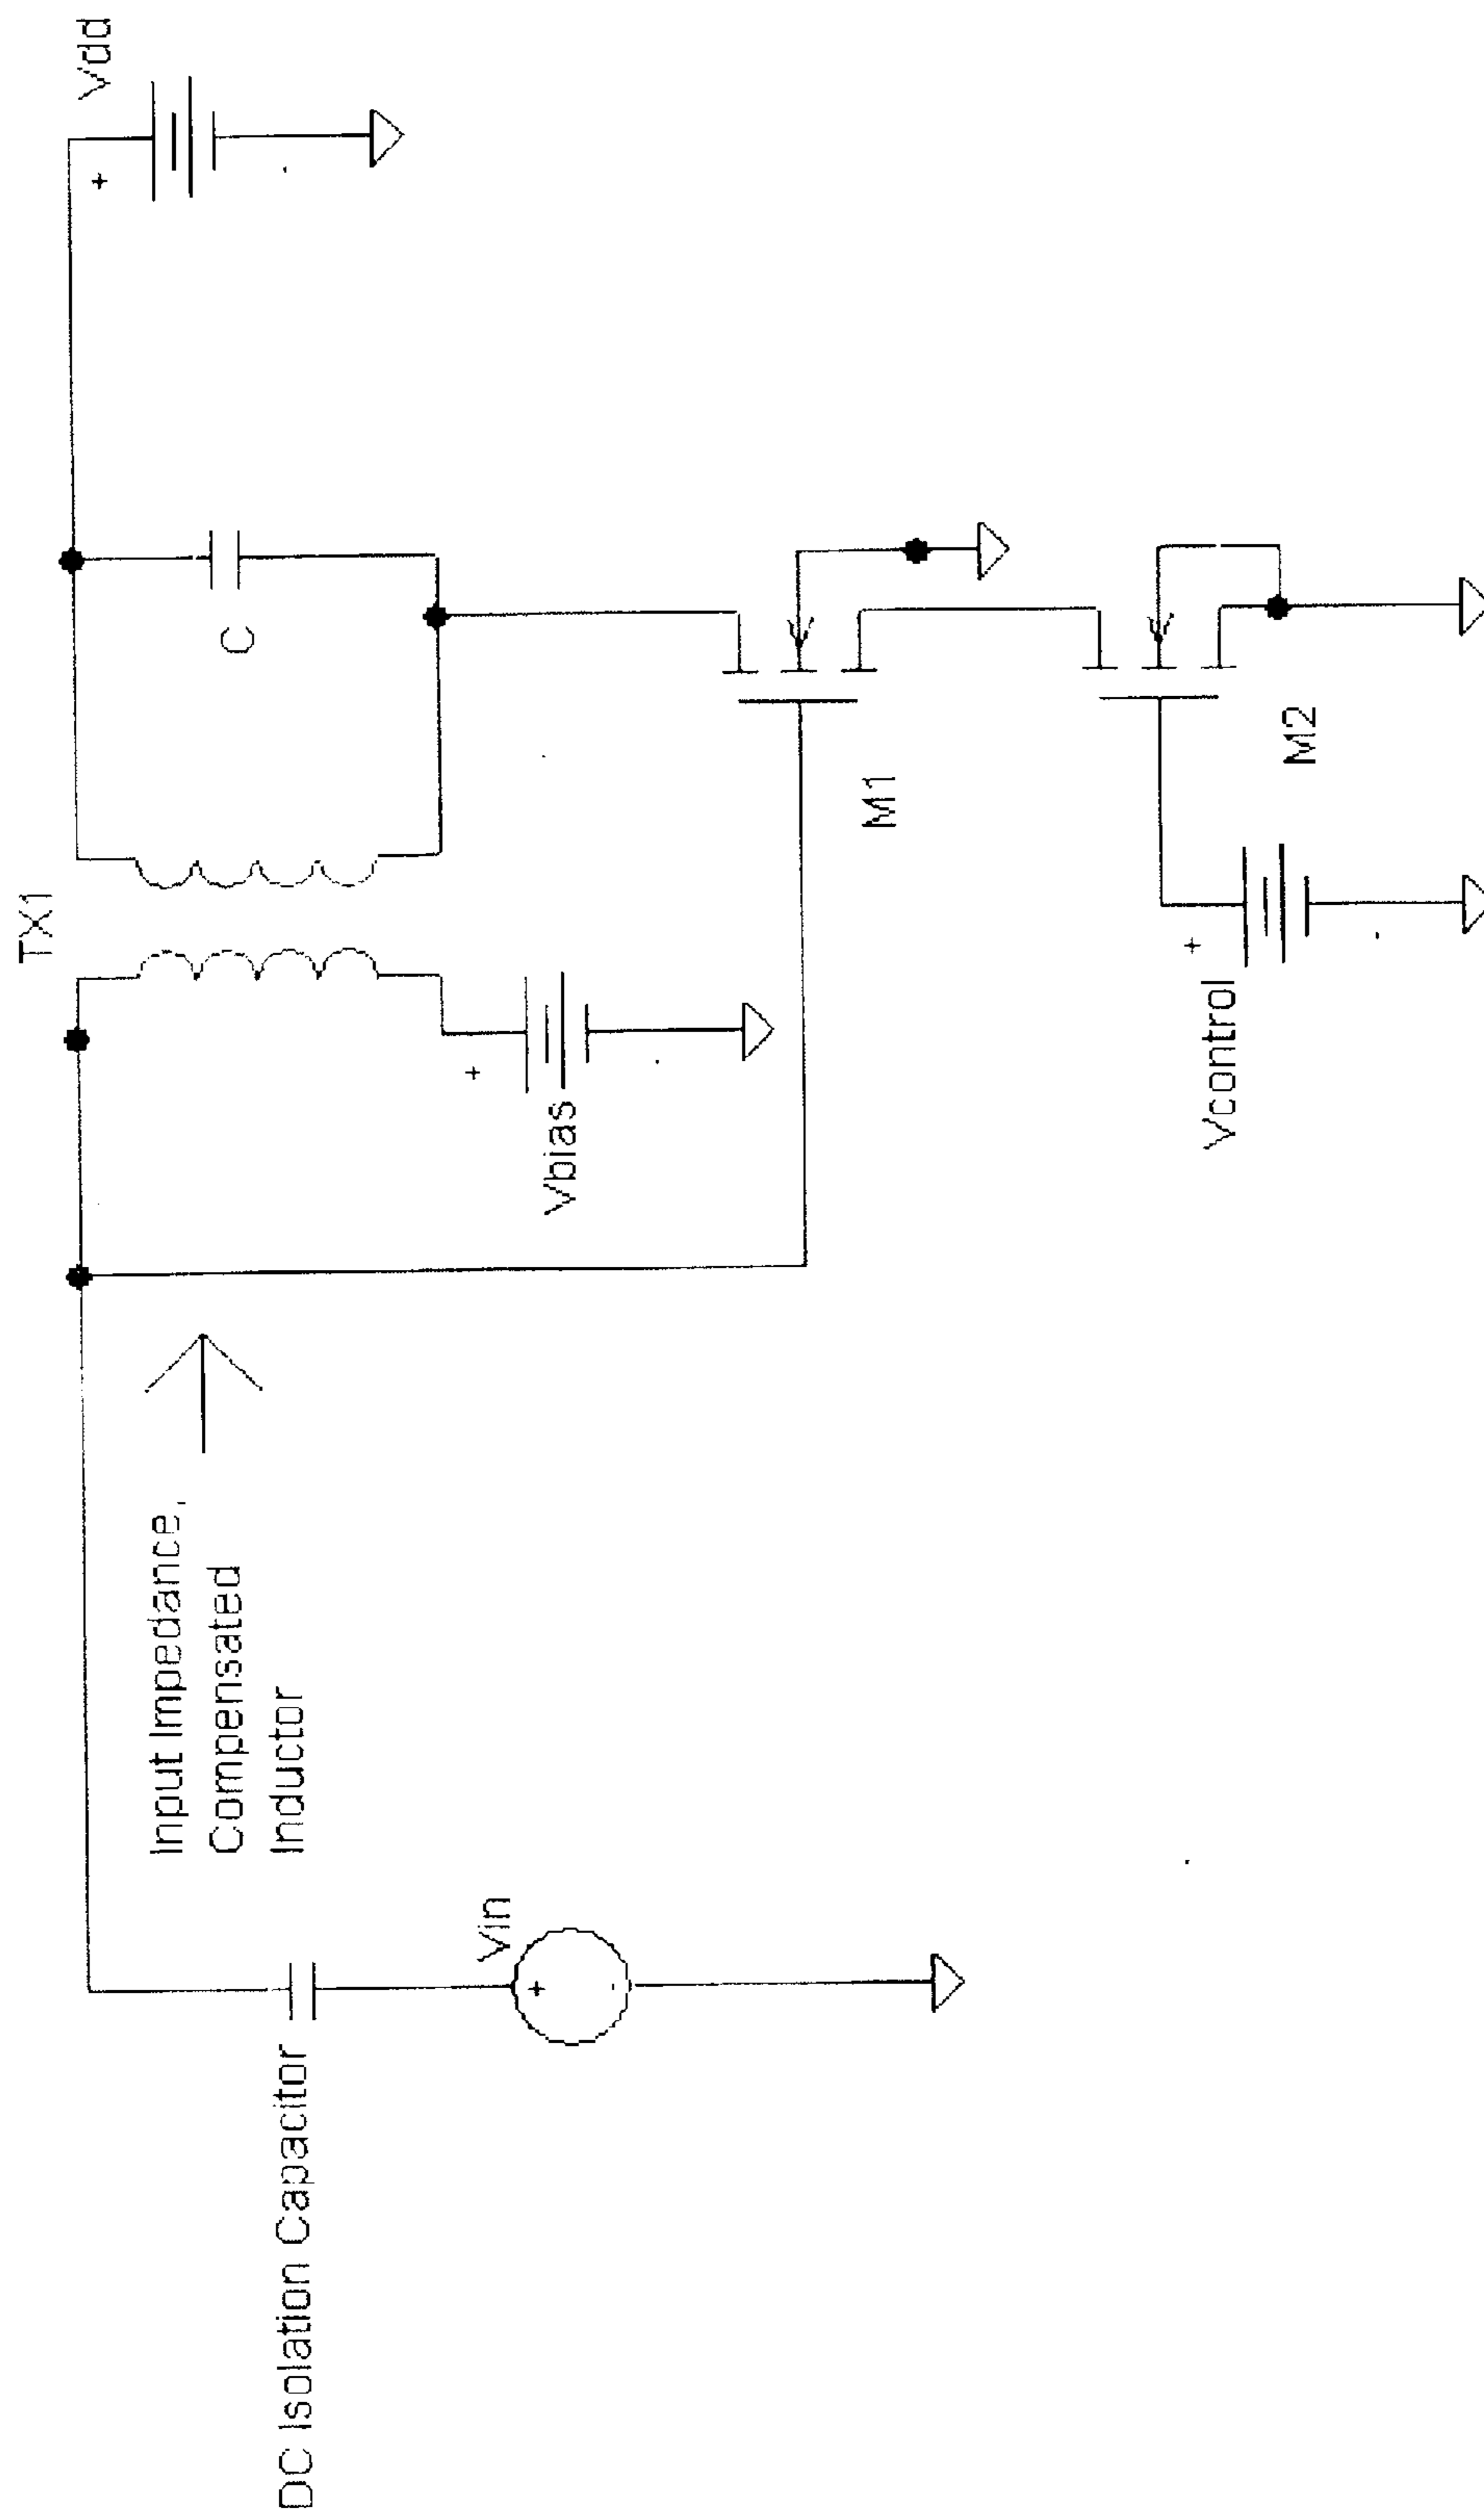 TX1
Vdd
C
Input Impedance,
Compensated
Inductor
DC Isolation Capacitor
Vin
+
-
Vbias
+
+
M1
M2
Vcontrol
+